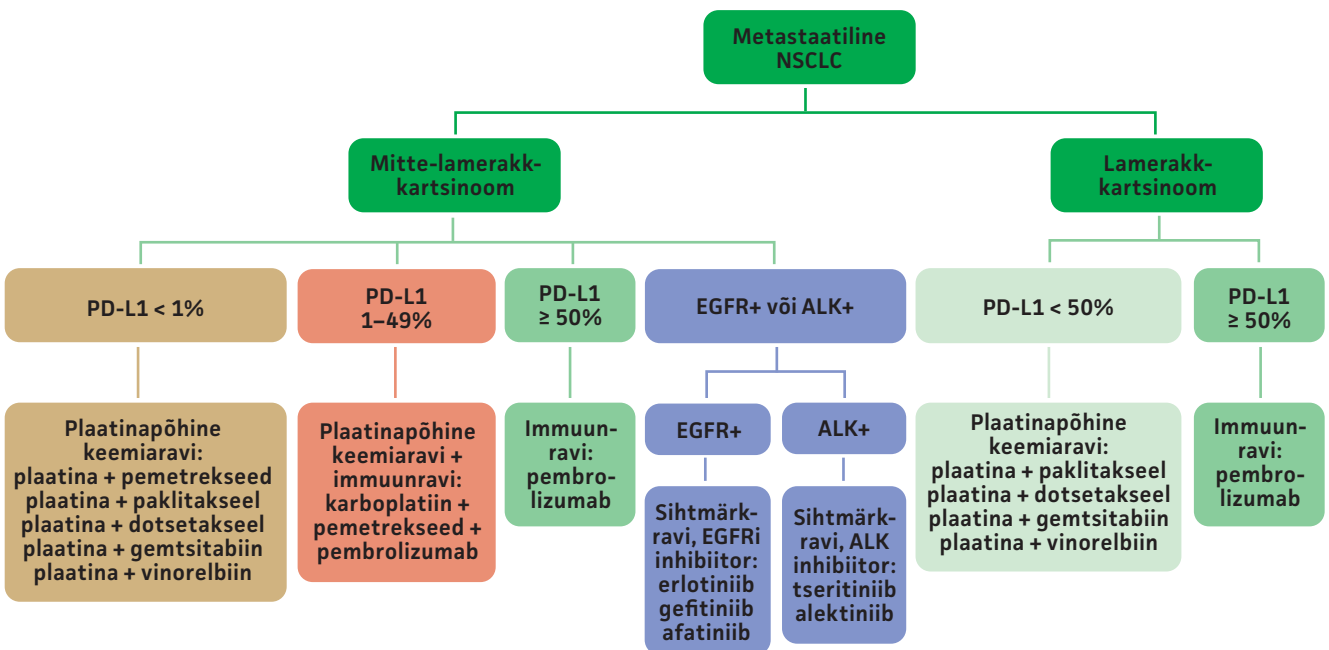 Metastaatiline
NSCLC
Mitte-lamerakk-
kartsinoom
Lamerakk-
kartsinoom
PD-L1 < 1%
PD-L1
1–49%
PD-L1
≥ 50%
EGFR+ või ALK+
PD-L1 < 50%
PD-L1
≥ 50%
Plaatinapõhine
keemiaravi:
plaatina + pemetrekseed
plaatina + paklitakseel
plaatina + dotsetakseel
plaatina + gemtsitabiin
plaatina + vinorelbiin
Plaatinapõhine
keemiaravi +
immuunravi:
karboplatiin +
pemetrekseed +
pembrolizumab
Immuun-
ravi:
pembro-
lizumab
EGFR+
ALK+
Sihtmärk-
ravi, EGFRi
inhibiitor:
erlotiniib
gefitiniib
afatiniib
Sihtmärk-
ravi, ALK
inhibiitor:
tseritiniib
alektiniib
Plaatinapõhine
keemiaravi:
plaatina + paklitakseel
plaatina + dotsetakseel
plaatina + gemtsitabiin
plaatina + vinorelbiin
Immuun-
ravi:
pembro-
lizumab